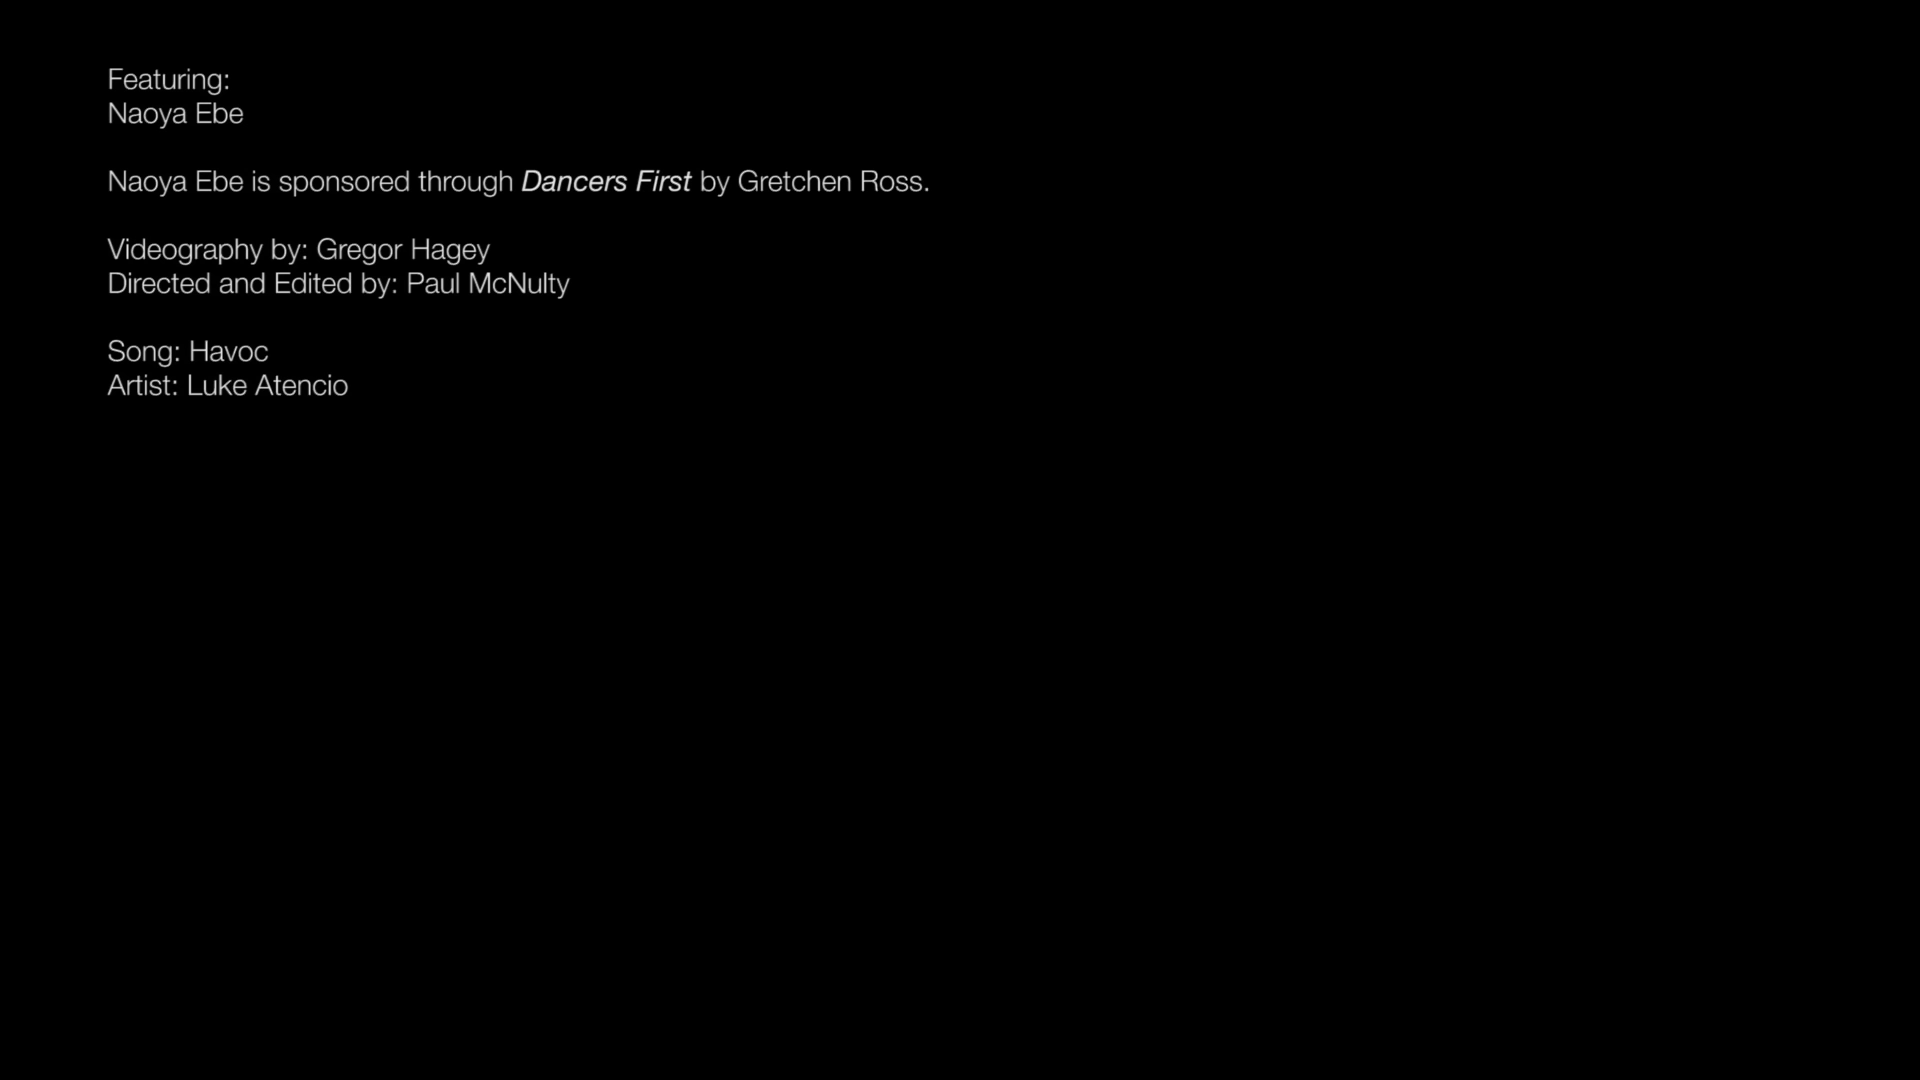 Featuring:
Naoya Ebe
Naoya Ebe is sponsored through Dancers First by Gretchen Ross.
Videography by: Gregor Hagey
Directed and Edited by: Paul McNulty
Song: Havoc
Artist: Luke Atencio